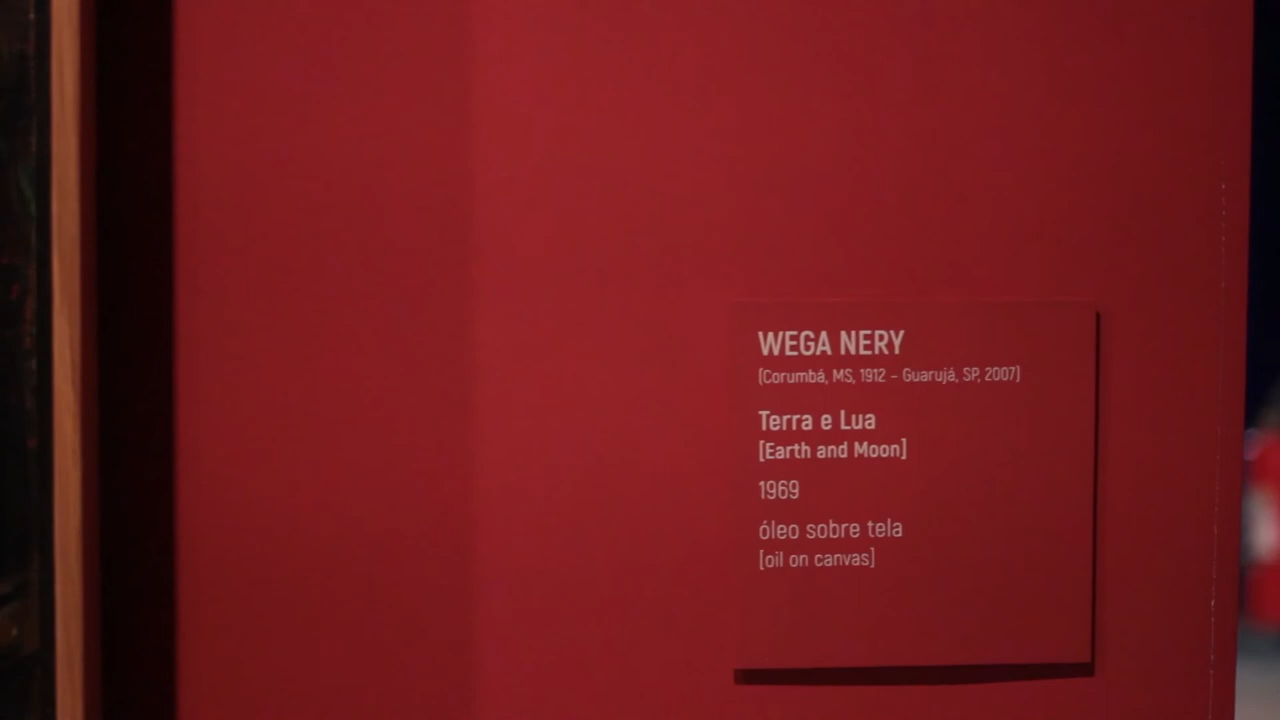 WEGA NERY
(Corumbá, MS, 1912 – Guarujá, SP, 2007)
Terra e Lua
[Earth and Moon]
1969
óleo sobre tela
[oil on canvas]